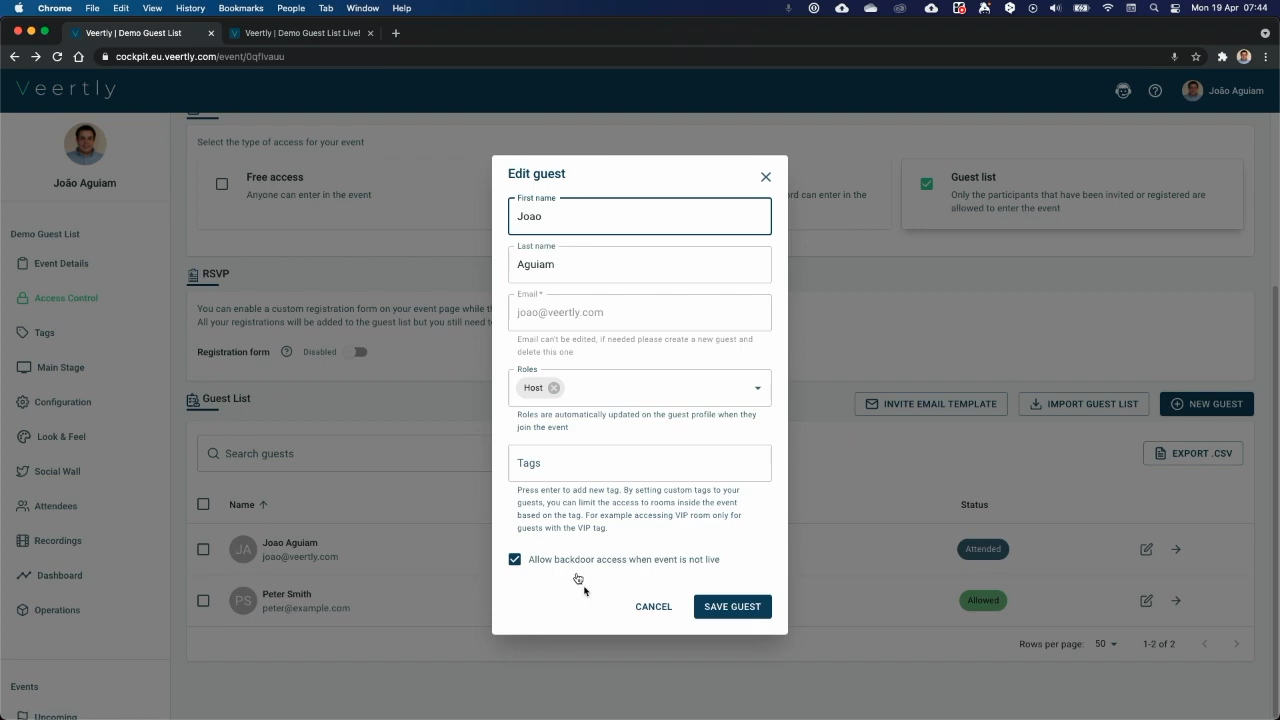 Chrome File Edit View History Bookmarks People Tab Window Help Mon 19 Apr 07:44
Veertly | Demo Guest List Veertly | Demo Guest List Live!
cockpit.eu.veertly.com/event/0qflvauu
Veertly João Aguiam
João Aguiam
Demo Guest List
Event Details
Access Control
Tags
Main Stage
Configuration
Look & Feel
Social Wall
Attendees
Recordings
Dashboard
Operations
Events
Upcoming
Select the type of access for your event
Free access
Anyone can enter in the event
ord can enter in the
Guest list
Only the participants that have been invited or registered are
allowed to enter the event
RSVP
You can enable a custom registration form on your event page while th
All your registrations will be added to the guest list but you still need t
Registration form Disabled
Guest List
INVITE EMAIL TEMPLATE IMPORT GUEST LIST NEW GUEST
Search guests
EXPORT .CSV
Name Status
JA Joao Aguiam
joao@veertly.com
Attended
PS Peter Smith
peter@example.com
Allowed
Rows per page: 50 1-2 of 2
Edit guest
First name
Joao
Last name
Aguiam
Email *
joao@veertly.com
Email can't be edited, if needed please create a new guest and
delete this one
Roles
Host
Roles are automatically updated on the guest profile when they
join the event
Tags
Press enter to add new tag. By setting custom tags to your
guests, you can limit the access to rooms inside the event
based on the tag. For example accessing VIP room only for
guests with the VIP tag.
Allow backdoor access when event is not live
CANCEL SAVE GUEST